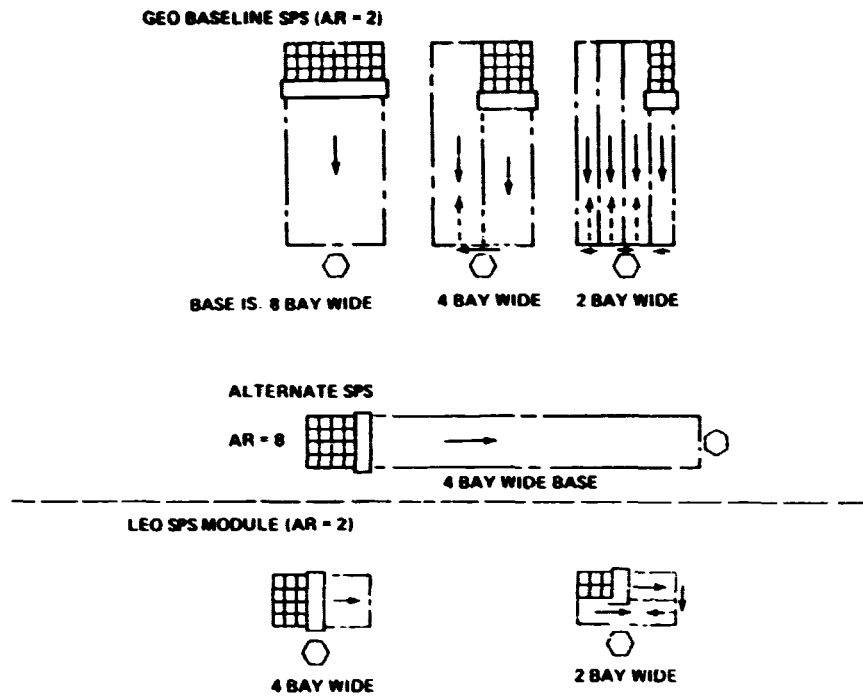 GEO BASELINE SPS (AR = 2)
BASE IS. 8 BAY WIDE
4 BAY WIDE
2 BAY WIDE
ALTERNATE SPS
AR = 8
4 BAY WIDE BASE
LEO SPS MODULE (AR = 2)
4 BAY WIDE
2 BAY WIDE